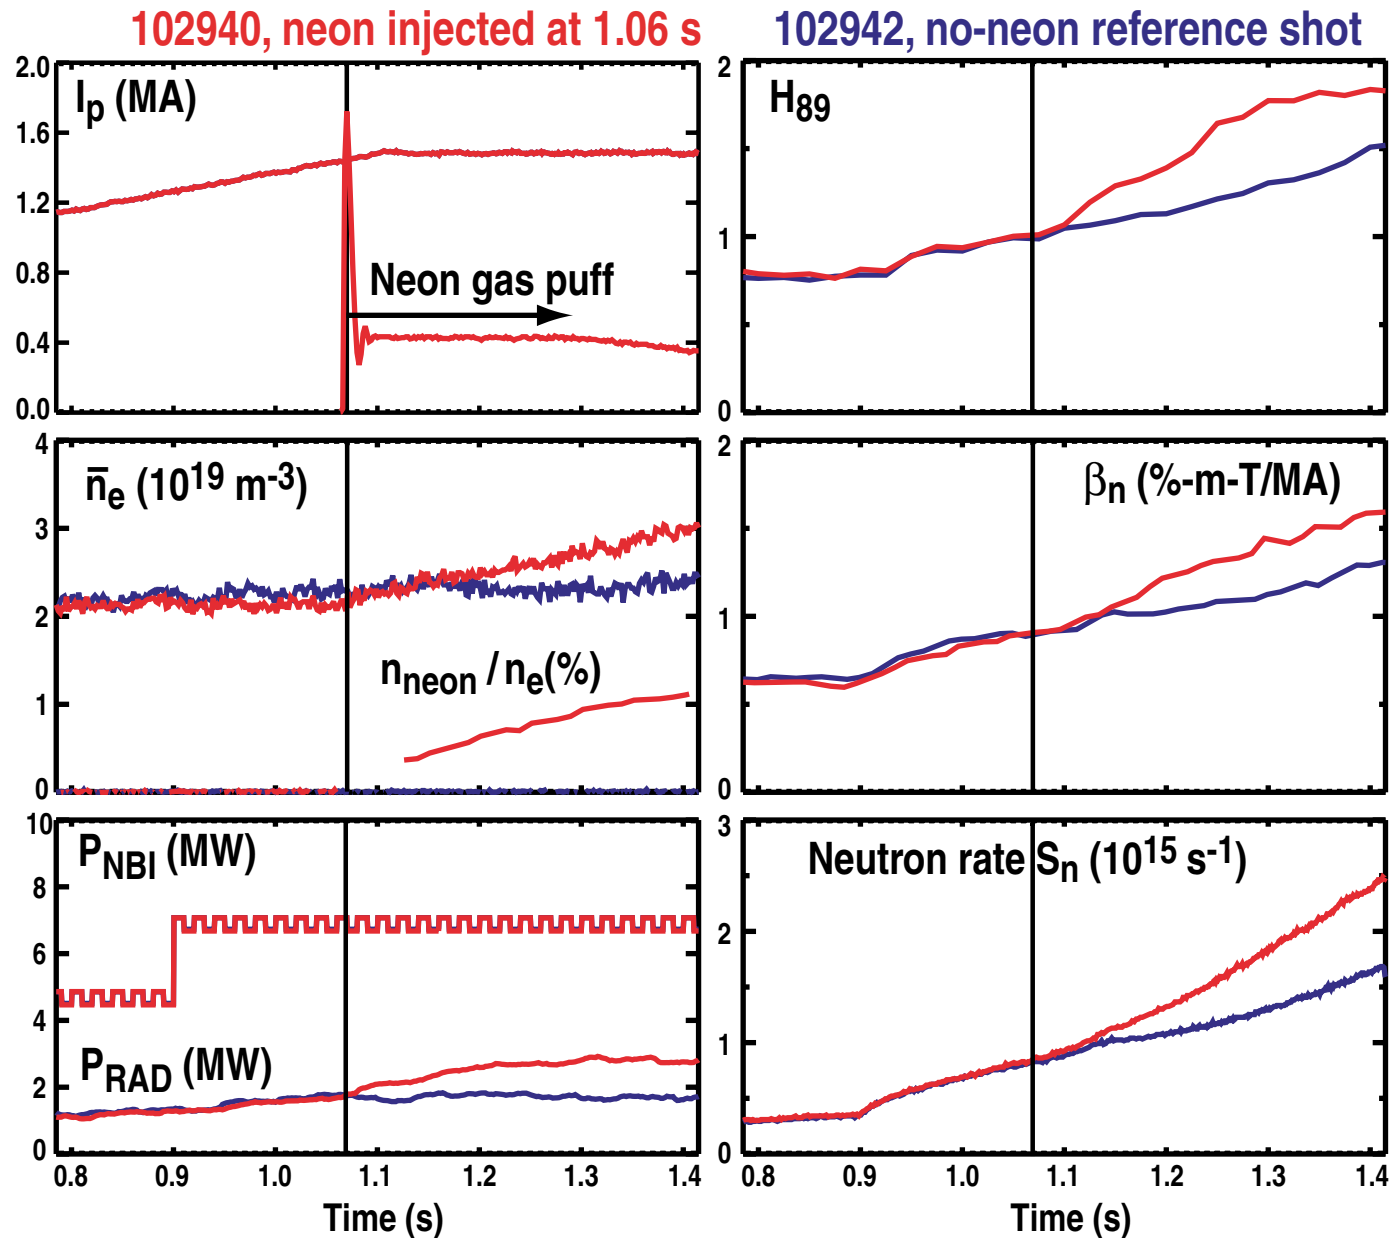 102940, neon injected at 1.06 s
102942, no-neon reference shot
2.0
1.6
1.2
0.8
0.4
0.0
Ip (MA)
Neon gas puff
2
1
0
H89
4
3
2
1
0
n̄e (10^19 m^-3)
nneon / ne(%)
2
1
0
βn (%-m-T/MA)
10
8
6
4
2
0
PNBI (MW)
PRAD (MW)
0.8 0.9 1.0 1.1 1.2 1.3 1.4
Time (s)
3
2
1
0
Neutron rate Sn (10^15 s^-1)
0.8 0.9 1.0 1.1 1.2 1.3 1.4
Time (s)